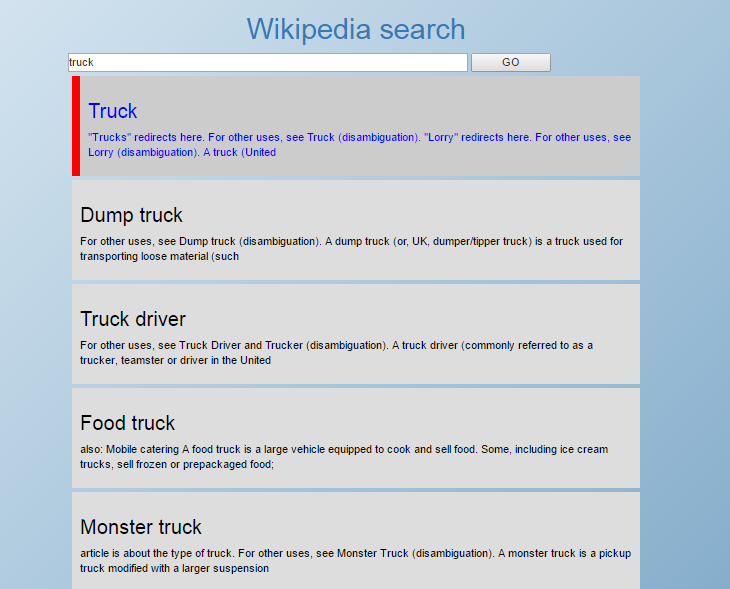 Wikipedia search
truck
GO
Truck
"Trucks" redirects here. For other uses, see Truck (disambiguation). "Lorry" redirects here. For other uses, see
Lorry (disambiguation). A truck (United
Dump truck
For other uses, see Dump truck (disambiguation). A dump truck (or, UK, dumper/tipper truck) is a truck used for
transporting loose material (such
Truck driver
For other uses, see Truck Driver and Trucker (disambiguation). A truck driver (commonly referred to as a
trucker, teamster or driver in the United
Food truck
also: Mobile catering A food truck is a large vehicle equipped to cook and sell food. Some, including ice cream
trucks, sell frozen or prepackaged food;
Monster truck
article is about the type of truck. For other uses, see Monster Truck (disambiguation). A monster truck is a pickup
truck modified with a larger suspension